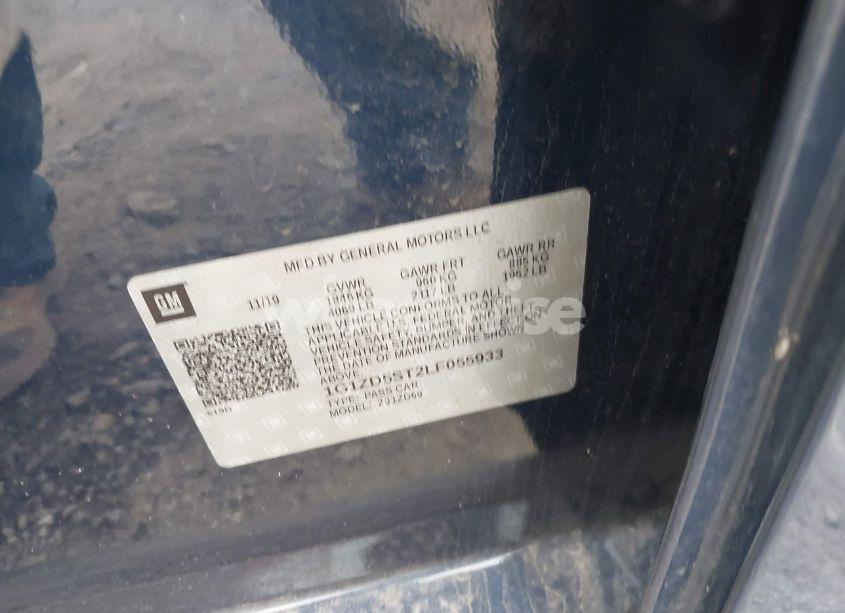 MFD BY GENERAL MOTORS LLC
GM
11/19
GVWR
GAWR FRT
GAWR RR
KG
960 KG
885 KG
LB
2117 LB
1952 LB
THIS VEHICLE CONFORMS TO ALL
APPLICABLE U.S. FEDERAL MOTOR
VEHICLE SAFETY, BUMPER, AND THEFT
PREVENTION STANDARDS IN EFFECT ON
THE DATE OF MANUFACTURE SHOWN
ABOVE.
1G1ZD5ST2LF055933
TYPE: PASS CAR
MODEL: Z31ZD69